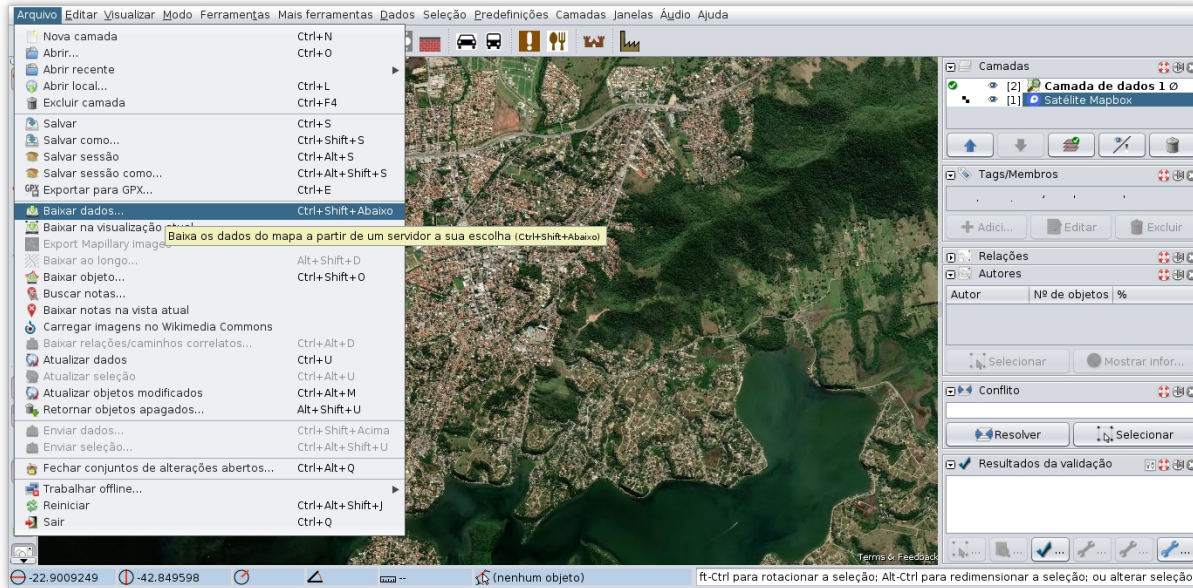 Arquivo Editar Visualizar Modo Ferramentas Mais ferramentas Dados Seleção Predefinições Camadas Janelas Áudio Ajuda
Nova camada Ctrl+N
Abrir... Ctrl+O
Abrir recente
Abrir local... Ctrl+L
Excluir camada Ctrl+F4
Salvar Ctrl+S
Salvar como... Ctrl+Shift+S
Salvar sessão Ctrl+Alt+S
Salvar sessão como... Ctrl+Alt+Shift+S
GPX Exportar para GPX... Ctrl+E
Baixar dados... Ctrl+Shift+Abaixo
Baixar na visualização
Baixa os dados do mapa a partir de um servidor a sua escolha (Ctrl+Shift+Abaixo)
Export Mapillary image
Baixar ao longo... Alt+Shift+D
Baixar objeto... Ctrl+Shift+O
Buscar notas...
Baixar notas na vista atual
Carregar imagens no Wikimedia Commons
Baixar relações/caminhos correlatos... Ctrl+Alt+D
Atualizar dados Ctrl+U
Atualizar seleção Ctrl+Alt+U
Atualizar objetos modificados Ctrl+Alt+M
Retornar objetos apagados... Alt+Shift+U
Enviar dados... Ctrl+Shift+Acima
Enviar seleção... Ctrl+Alt+Shift+U
Fechar conjuntos de alterações abertos... Ctrl+Alt+Q
Trabalhar offline...
Reiniciar Ctrl+Alt+Shift+J
Sair Ctrl+Q
Camadas
[2] Camada de dados 1 Ø
[1] Satélite Mapbox
Tags/Membros
Adici... Editar Excluir
Relações
Autores
Autor Nº de objetos %
Selecionar Mostrar infor...
Conflito
Resolver Selecionar
Resultados da validação
... ... ... ... ... ...
Terms & Feedback
-22.9009249 -42.849598 -- (nenhum objeto) ft-Ctrl para rotacionar a seleção; Alt-Ctrl para redimensionar a seleção; ou alterar seleção